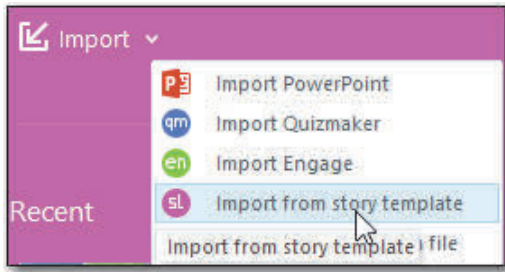 Import
P
Import PowerPoint
qm Import Quizmaker
en Import Engage
Recent
sl Import from story template
Import from story template file